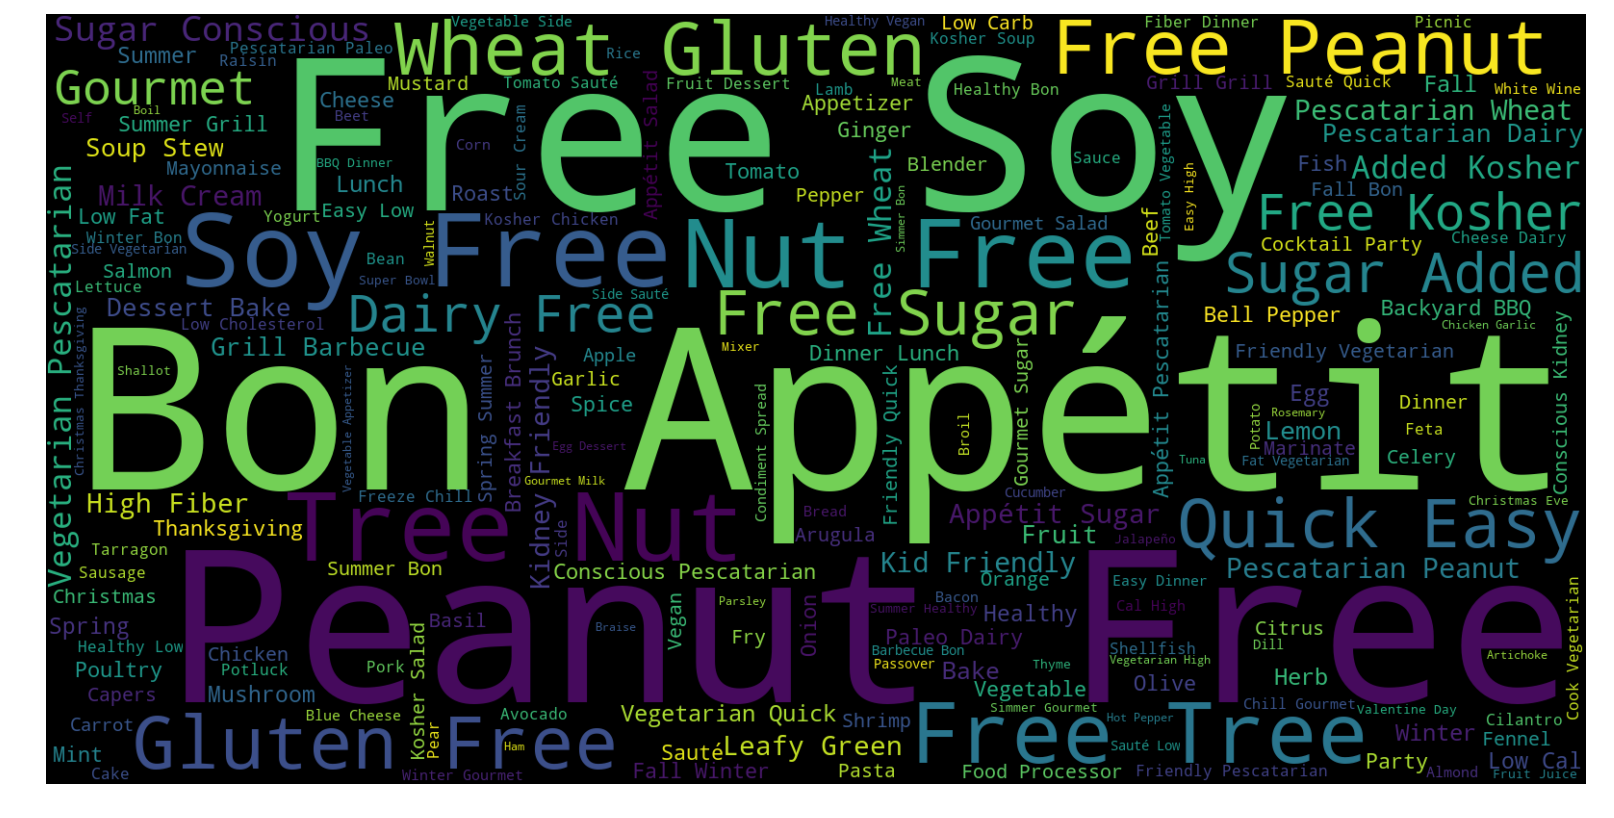 Sugar Conscious
Vegetable Side
Wheat Gluten
Healthy Vegan
Low Carb
Free Peanut
Fiber Dinner
Picnic
Summer
Pescatarian Paleo
Raisin
Rice
Kosher Soup
Gourmet
Mustard
Tomato Sauté
Fruit Dessert
Meat
Lamb
Healthy Bon
Grill Grill
Sauté Quick
Fall
White Wine
Free Soy
Cheese
Beet
Appétit Salad
Appetizer
Pescatarian Wheat
Self
Boil
Summer Grill
Sour Cream
Ginger
Pescatarian Dairy
Soup Stew
Corn
Mayonnaise
BBQ Dinner
Tomato
Blender
Sauce
Tomato Vegetable
Fish
Added Kosher
Milk Cream
Lunch
Roast
Pepper
Easy High
Fall Bon
Low Fat
Yogurt
Easy Low
Kosher Chicken
Free Wheat
Simmer Bon
Gourmet Salad
Beef
Free Kosher
Winter Bon
Side Vegetarian
Soy Free
Walnut
Nut Free
Cocktail Party
Cheese Dairy
Salmon
Bean
Super Bowl
Sugar Added
Lettuce
Vegetarian Pescatarian
Dessert Bake
Side Sauté
Dairy Free
Free Sugar
Appétit Pescatarian
Bell Pepper
Backyard BBQ
Low Cholesterol
Chicken Garlic
Grill Barbecue
Mixer
Dinner Lunch
Friendly Vegetarian
Christmas Thanksgiving
Shallot
Bon Appétit
Vegetable Appetizer
Spring Summer
Breakfast Brunch
Kidney Friendly
Apple
Garlic
Spice
Condiment Spread
Friendly Quick
Gourmet Sugar
Broil
Egg
Dinner
Rosemary
Potato
Lemon
Feta
Conscious Kidney
Egg Dessert
Marinate
Fat Vegetarian
Tuna
Celery
Gourmet Milk
High Fiber
Freeze Chill
Cucumber
Christmas Eve
Thanksgiving
Tree Nut
Side
Bread
Arugula
Appétit Sugar
Fruit
Jalapeño
Quick Easy
Tarragon
Sausage
Summer Bon
Conscious Pescatarian
Kid Friendly
Orange
Easy Dinner
Pescatarian Peanut
Christmas
Peanut Free
Vegan
Parsley
Bacon
Summer Healthy
Healthy
Cal High
Spring
Basil
Braise
Fry
Onion
Paleo Dairy
Citrus
Healthy Low
Chicken
Kosher Salad
Barbecue Bon
Shellfish
Dill
Poultry
Potluck
Pork
Passover
Bake
Thyme
Vegetarian High
Artichoke
Cook Vegetarian
Capers
Mushroom
Vegetable
Olive
Herb
Carrot
Blue Cheese
Avocado
Vegetarian Quick
Shrimp
Simmer Gourmet
Chill Gourmet
Valentine Day
Gluten Free
Pear
Hot Pepper
Free Tree
Cilantro
Mint
Ham
Sauté
Leafy Green
Sauté Low
Winter
Fennel
Cake
Winter Gourmet
Fall Winter
Pasta
Food Processor
Friendly Pescatarian
Party
Almond
Low Cal
Fruit Juice